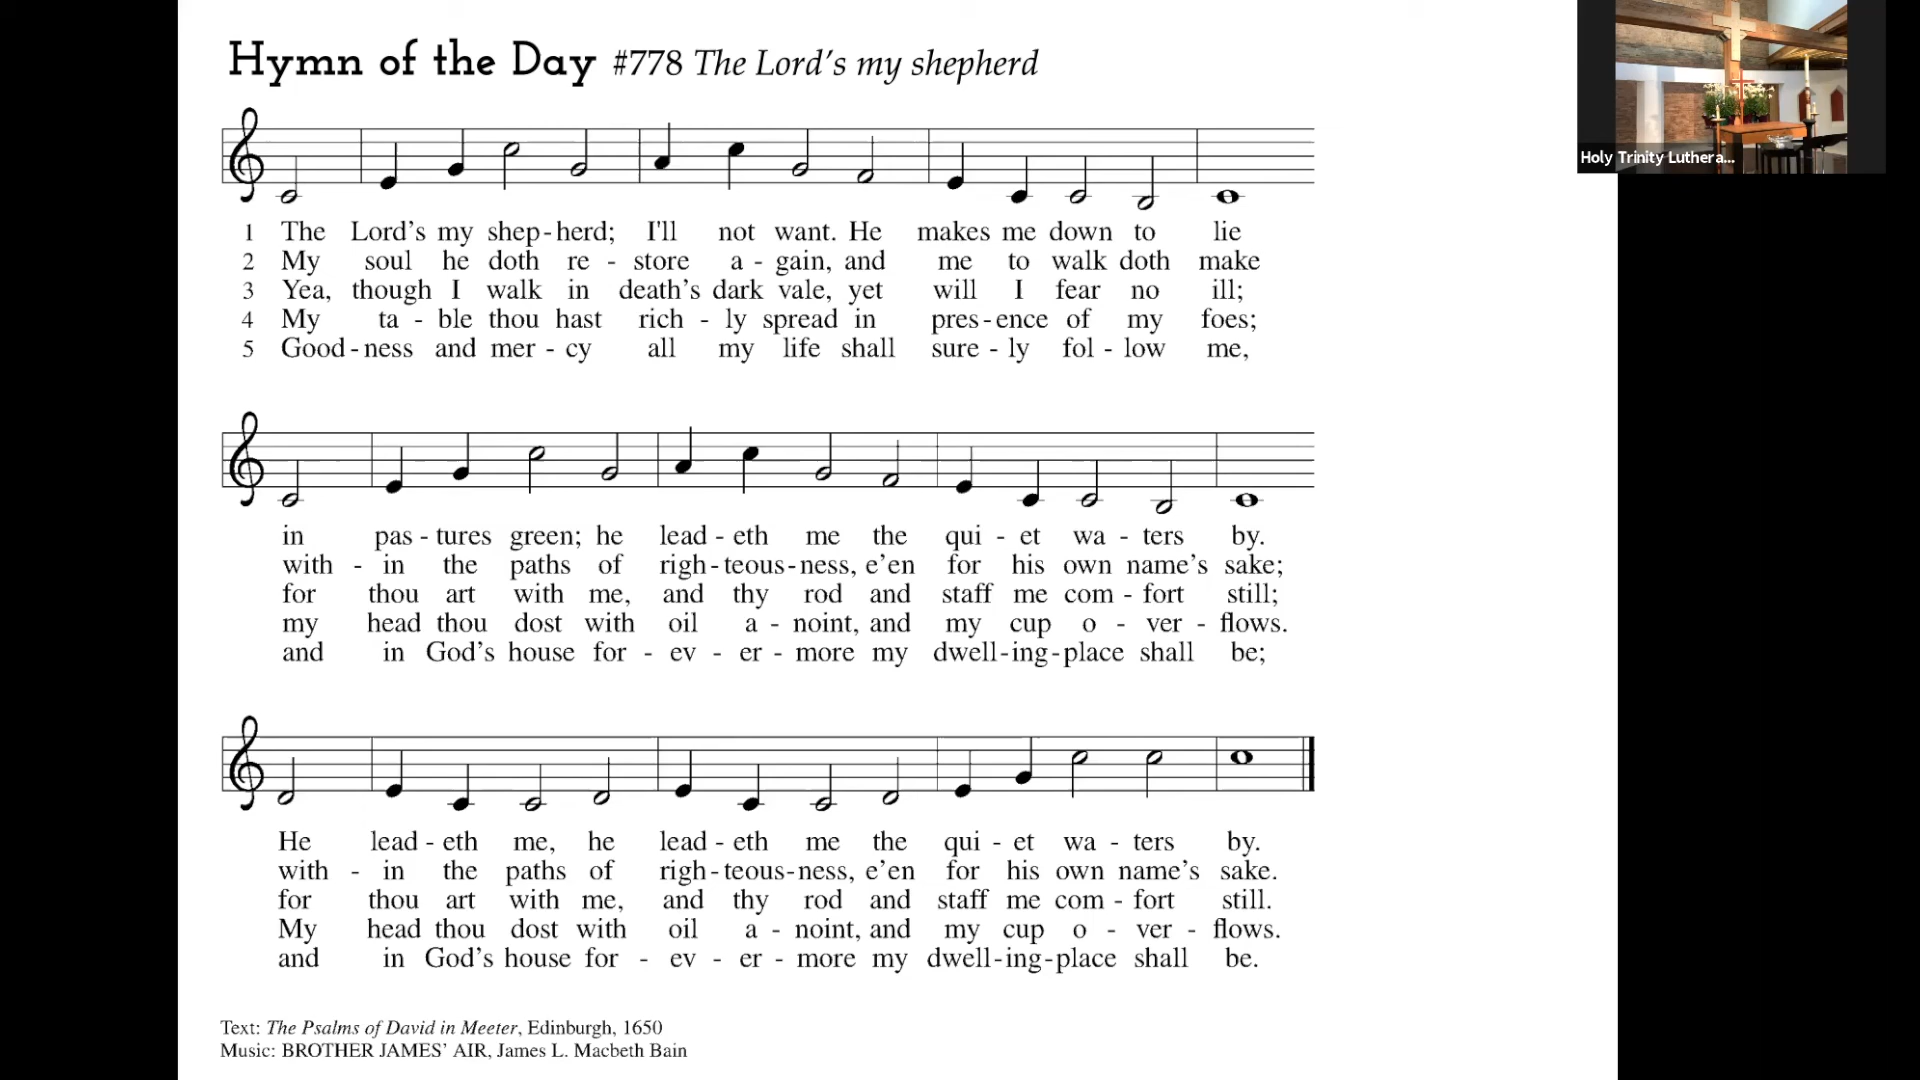 Hymn of the Day #778 The Lord's my shepherd
Holy Trinity Luthera...
1 The Lord's my shep - herd; I'll not want. He makes me down to lie
2 My soul he doth re - store a - gain, and me to walk doth make
3 Yea, though I walk in death's dark vale, yet will I fear no ill;
4 My ta - ble thou hast rich - ly spread in pres - ence of my foes;
5 Good - ness and mer - cy all my life shall sure - ly fol - low me,
in pas - tures green; he lead - eth me the qui - et wa - ters by.
with - in the paths of righ - teous - ness, e'en for his own name's sake;
for thou art with me, and thy rod and staff me com - fort still;
my head thou dost with oil a - noint, and my cup o - ver - flows.
and in God's house for - ev - er - more my dwell - ing - place shall be;
He lead - eth me, he lead - eth me the qui - et wa - ters by.
with - in the paths of righ - teous - ness, e'en for his own name's sake.
for thou art with me, and thy rod and staff me com - fort still.
My head thou dost with oil a - noint, and my cup o - ver - flows.
and in God's house for - ev - er - more my dwell - ing - place shall be.
Text: The Psalms of David in Meeter, Edinburgh, 1650
Music: BROTHER JAMES' AIR, James L. Macbeth Bain